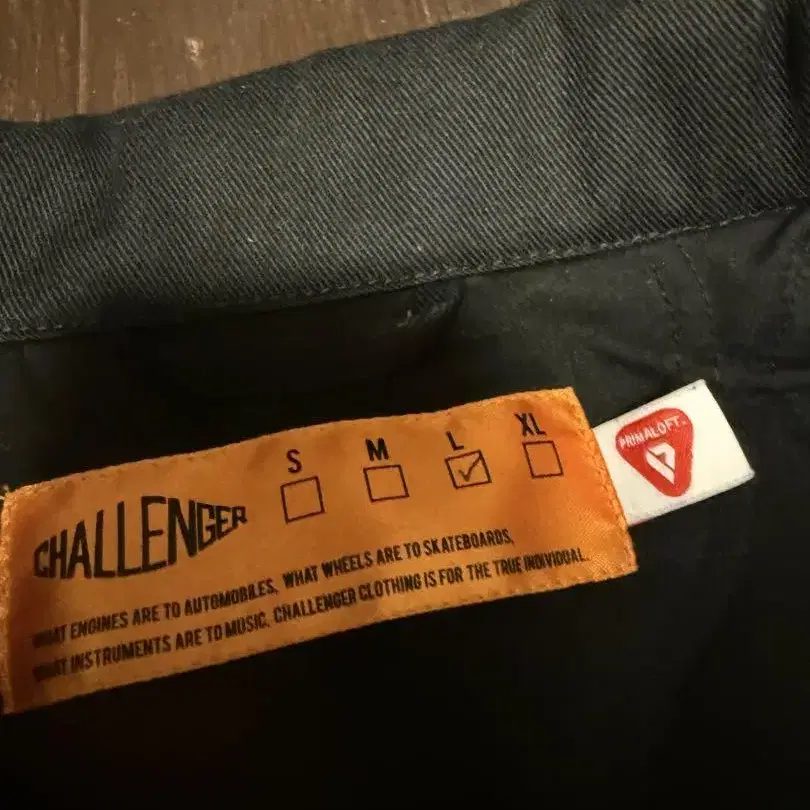 S M L XL
CHALLENGER
WHAT ENGINES ARE TO AUTOMOBILES, WHAT WHEELS ARE TO SKATEBOARDS,
WHAT INSTRUMENTS ARE TO MUSIC. CHALLENGER CLOTHING IS FOR THE TRUE INDIVIDUAL.
PRIMALOFT